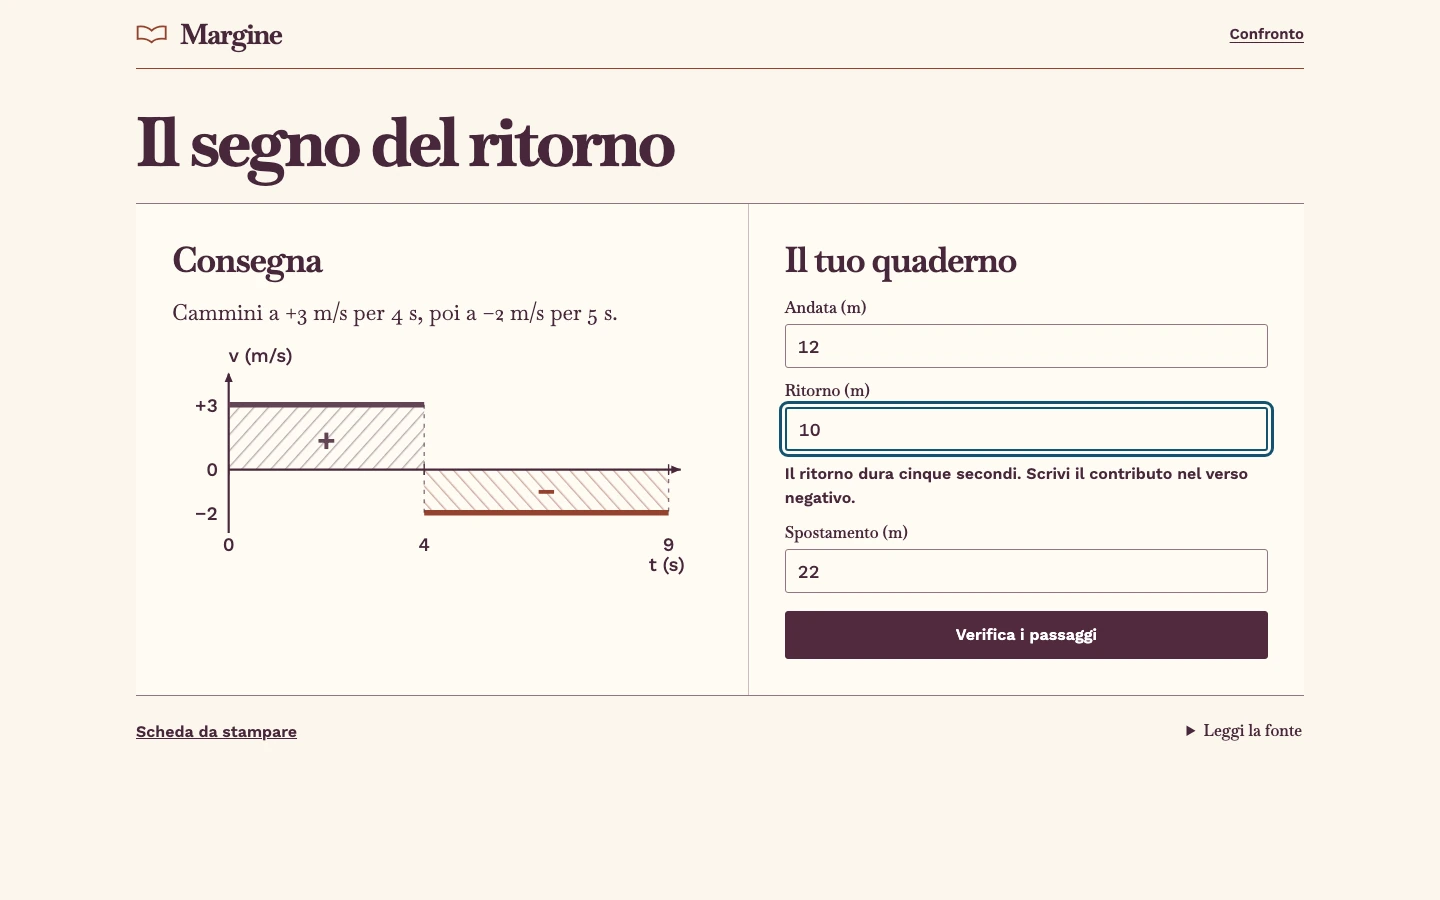 Margine
Confronto
Il segno del ritorno
Consegna
Cammini a +3 m/s per 4 s, poi a −2 m/s per 5 s.
v (m/s)
+3
+
0
−
−2
0 4 9
t (s)
Il tuo quaderno
Andata (m)
12
Ritorno (m)
10
Il ritorno dura cinque secondi. Scrivi il contributo nel verso
negativo.
Spostamento (m)
22
Verifica i passaggi
Scheda da stampare
Leggi la fonte